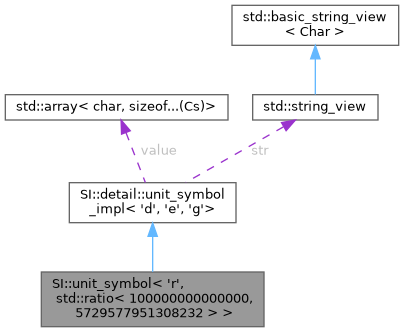 std::basic_string_view
< Char >
std::array< char, sizeof...(Cs)>
std::string_view
value
str
SI::detail::unit_symbol
_impl< 'd', 'e', 'g'>
SI::unit_symbol< 'r',
std::ratio< 100000000000000,
5729577951308232 > >